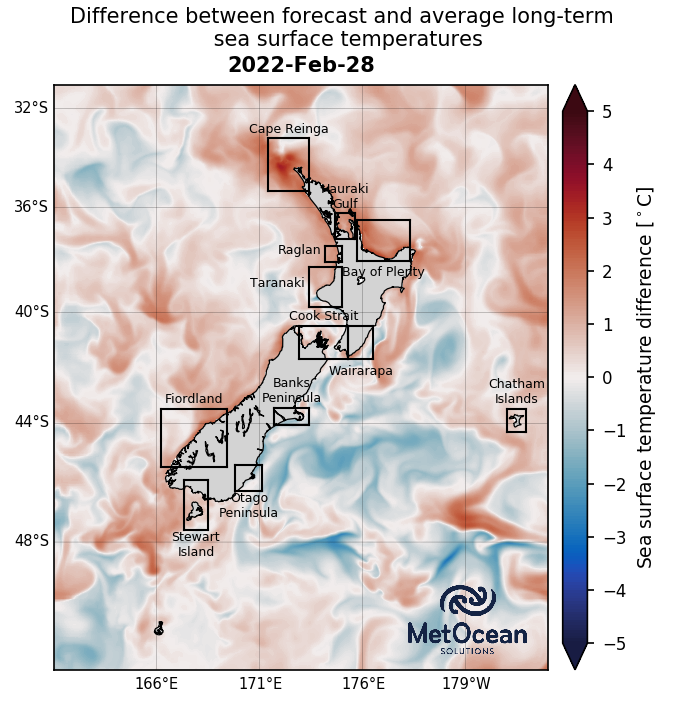 Difference between forecast and average long-term
sea surface temperatures
2022-Feb-28
32°S
36°S
40°S
44°S
48°S
166°E
171°E
176°E
179°W
Cape Reinga
Hauraki
Gulf
Raglan
Bay of Plenty
Taranaki
Cook Strait
Wairarapa
Banks
Peninsula
Fiordland
Chatham
Islands
Otago
Peninsula
Stewart
Island
MetOcean
SOLUTIONS
5
4
3
2
1
0
−1
−2
−3
−4
−5
Sea surface temperature difference [°C]